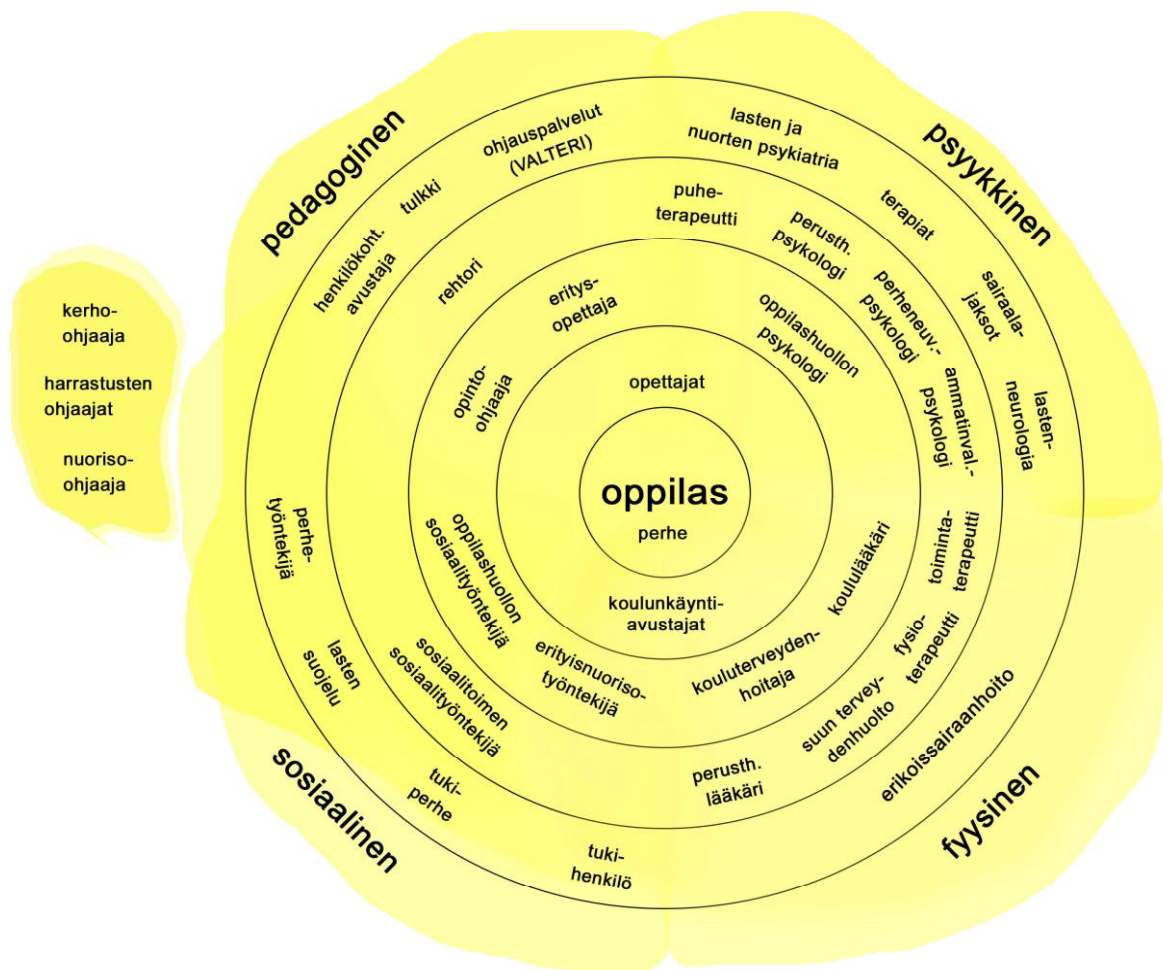 pedagoginen
psyykkinen
fyysinen
sosiaalinen
ohjauspalvelut
(VALTERI)
tulkki
henkilökoht.
avustaja
lasten ja
nuorten psykiatria
terapiat
sairaala-
jaksot
lasten-
neurologia
erikoissairaanhoito
tuki-
henkilö
tuki-
perhe
lasten
suojelu
perhe-
työntekijä
rehtori
puhe-
terapeutti
perusth.
psykologi
perheneuv.-
psykologi
ammatinval.-
psykologi
toiminta-
terapeutti
fysio-
terapeutti
suun tervey-
denhuolto
perusth.
lääkäri
sosiaalitoimen
sosiaalityöntekijä
eritys-
opettaja
opinto-
ohjaaja
oppilashuollon
psykologi
koululääkäri
kouluterveyden-
hoitaja
erityisnuoriso-
työntekijä
oppilashuollon
sosiaalityöntekijä
opettajat
koulunkäynti-
avustajat
oppilas
perhe
kerho-
ohjaaja
harrastusten
ohjaajat
nuoriso-
ohjaaja